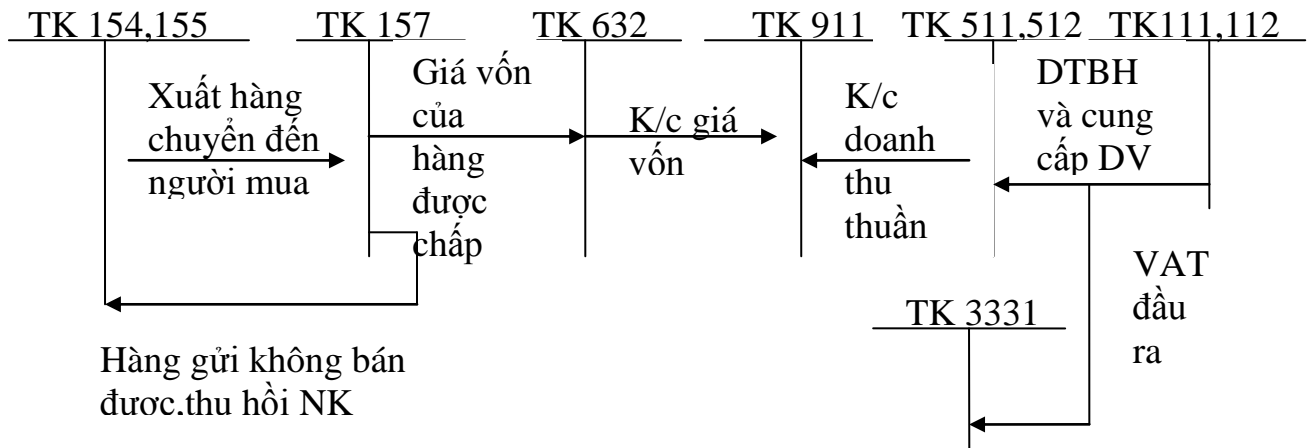 TK 154,155
TK 157
TK 632
TK 911
TK 511,512
TK111,112
Xuất hàng
chuyển đến
người mua
Giá vốn
của
hàng
được
chấp
K/c giá
vốn
K/c
doanh
thu
thuần
DTBH
và cung
cấp DV
VAT
đầu
ra
TK 3331
Hàng gửi không bán
được.thu hồi NK